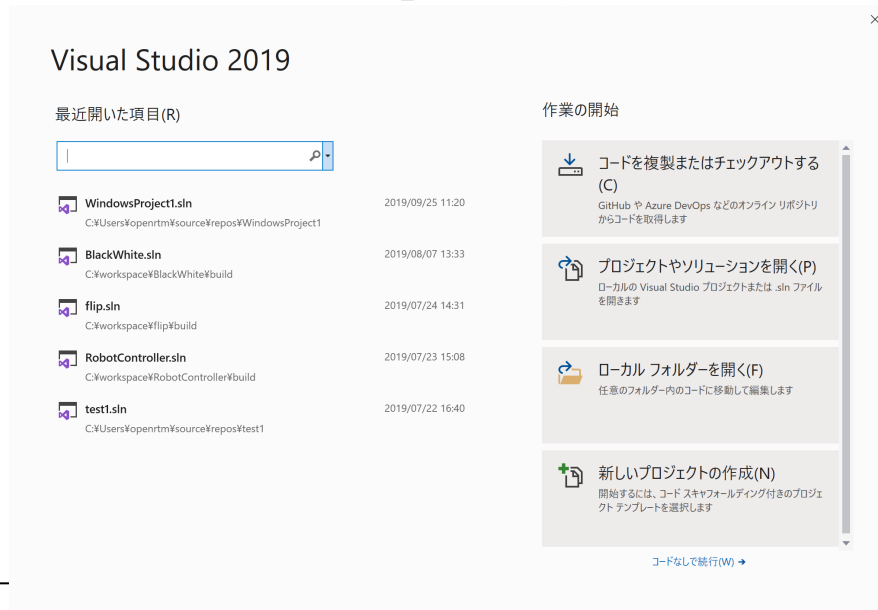 Visual Studio 2019
最近開いた項目(R)
WindowsProject1.sln 2019/09/25 11:20
C:¥Users¥openrtm¥source¥repos¥WindowsProject1
BlackWhite.sln 2019/08/07 13:33
C:¥workspace¥BlackWhite¥build
flip.sln 2019/07/24 14:31
C:¥workspace¥flip¥build
RobotController.sln 2019/07/23 15:08
C:¥workspace¥RobotController¥build
test1.sln 2019/07/22 16:40
C:¥Users¥openrtm¥source¥repos¥test1
作業の開始
コードを複製またはチェックアウトする
(C)
GitHub や Azure DevOps などのオンライン リポジトリ
からコードを取得します
プロジェクトやソリューションを開く(P)
ローカルの Visual Studio プロジェクトまたは .sln ファイル
を開きます
ローカル フォルダーを開く(F)
任意のフォルダー内のコードに移動して編集します
新しいプロジェクトの作成(N)
開始するには、コード スキャフォールディング付きのプロジェ
クト テンプレートを選択します
コードなしで続行(W) →